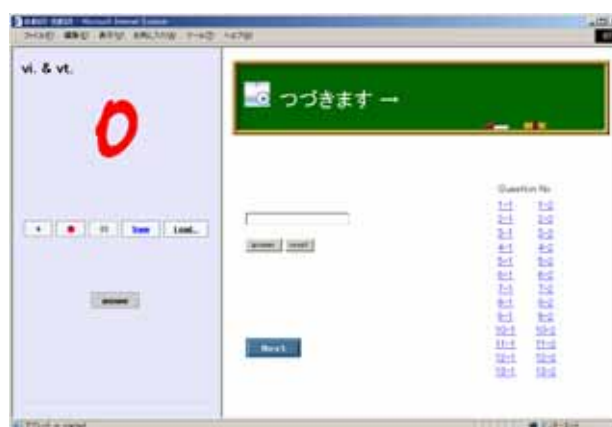 Microsoft Internet Explorer
vi. & vt.
O
つづきます →
Save
Load...
answer
answer
reset
Next
Question No
1-1 1-2
2-1 2-2
3-1 3-2
4-1 4-2
5-1 5-2
6-1 6-2
7-1 7-2
8-1 8-2
9-1 9-2
10-1 10-2
11-1 11-2
12-1 12-2
13-1 13-2